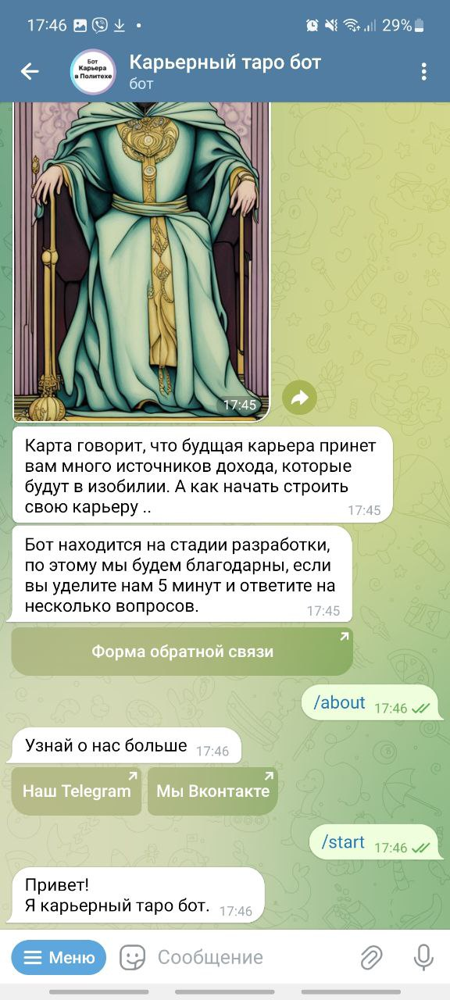 17:46
29%
Бот
Карьера
в Политехе
Карьерный таро бот
бот
17:45
Карта говорит, что будщая карьера принет
вам много источников дохода, которые
будут в изобилии. А как начать строить
свою карьеру ..
17:45
Бот находится на стадии разработки,
по этому мы будем благодарны, если
вы уделите нам 5 минут и ответите на
несколько вопросов.
17:45
Форма обратной связи
/about 17:46
Узнай о нас больше 17:46
Наш Telegram
Мы Вконтакте
/start 17:46
Привет!
Я карьерный таро бот. 17:46
Меню
Сообщение